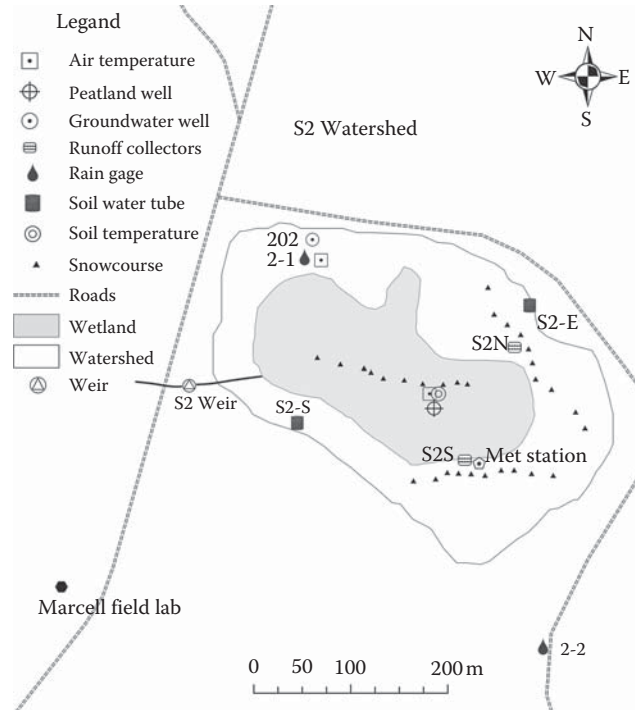 Legand
Air temperature
Peatland well
Groundwater well
Runoff collectors
Rain gage
Soil water tube
Soil temperature
Snowcourse
Roads
Wetland
Watershed
Weir
N
W E
S
S2 Watershed
202
2-1
S2-E
S2N
S2 Weir
S2-S
S2S
Met station
Marcell field lab
2-2
0 50 100 200 m